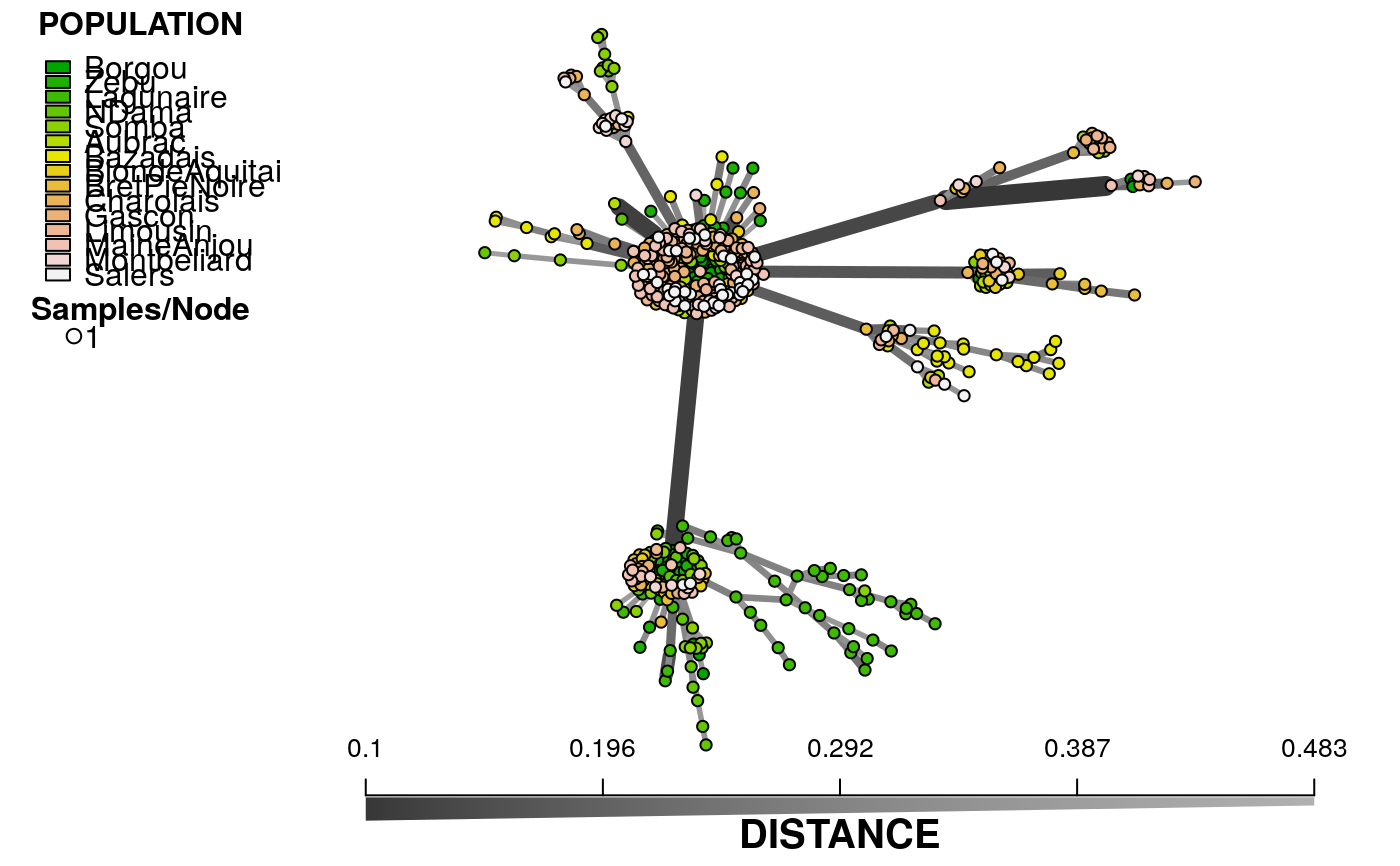 POPULATION
Borgou
Zebu
Lagunaire
NDama
Somba
Aubrac
Bazadais
BlondeAquitai
BretPieNoire
Charolais
Gascon
Limousin
MaineAnjou
Montbeliard
Salers
Samples/Node
1
0.1 0.196 0.292 0.387 0.483
DISTANCE